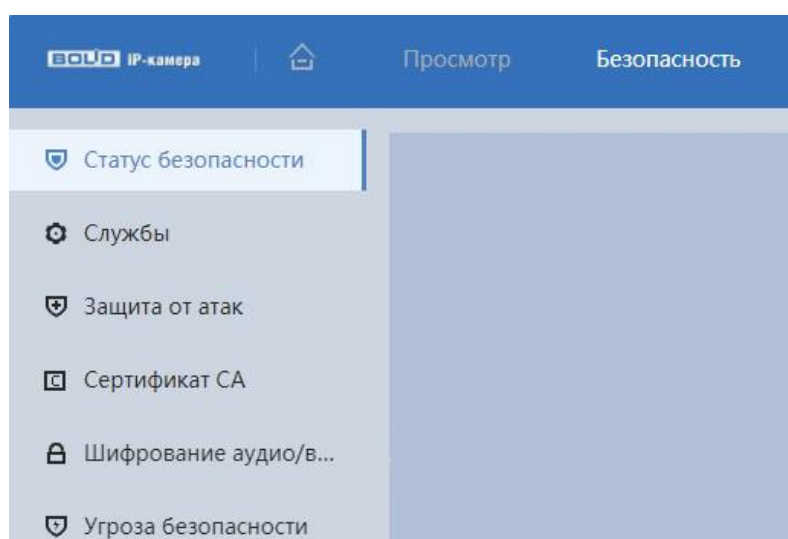 BOLID IP-камера
Просмотр
Безопасность
Статус безопасности
Службы
Защита от атак
Сертификат CA
Шифрование аудио/в...
Угроза безопасности